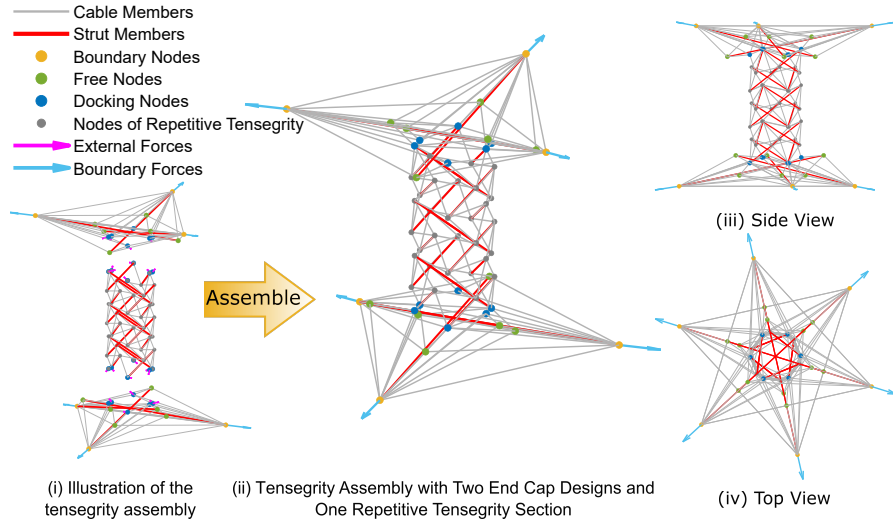 Cable Members
Strut Members
Boundary Nodes
Free Nodes
Docking Nodes
Nodes of Repetitive Tensegrity
External Forces
Boundary Forces
Assemble
(i) Illustration of the
tensegrity assembly
(ii) Tensegrity Assembly with Two End Cap Designs and
One Repetitive Tensegrity Section
(iii) Side View
(iv) Top View